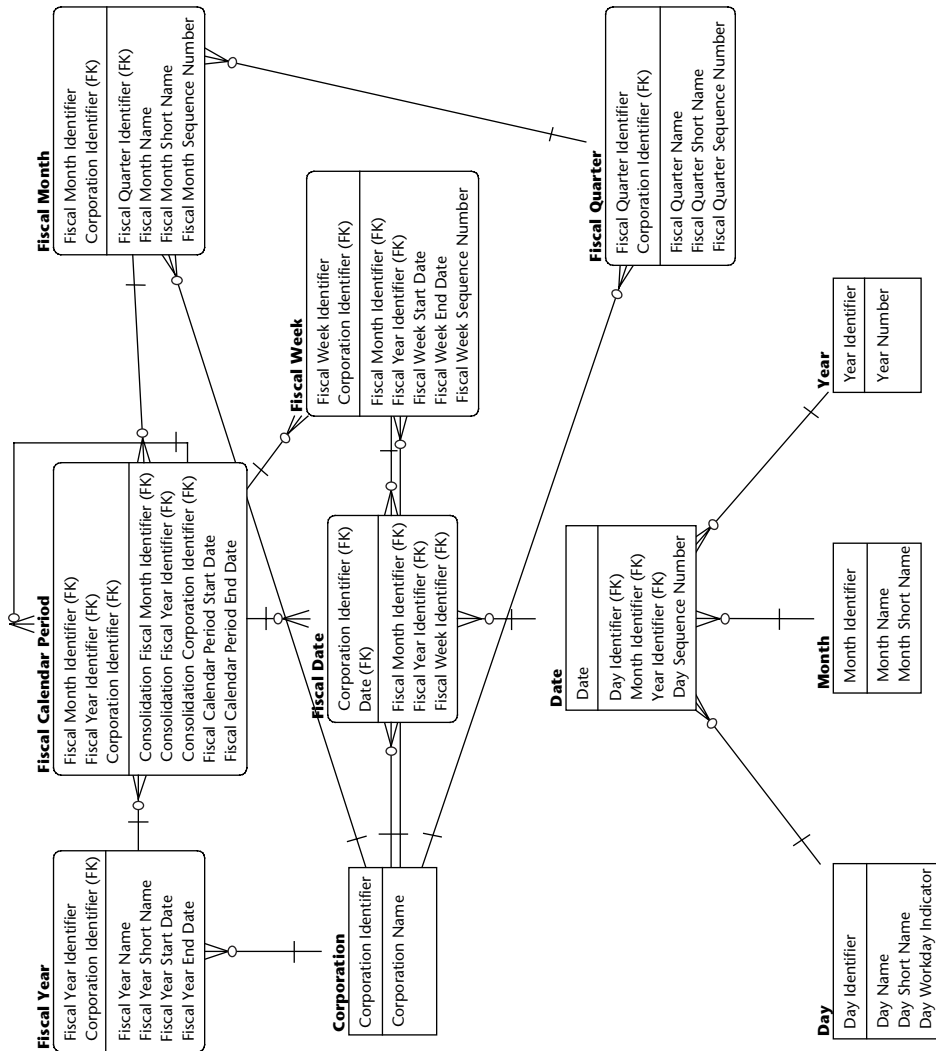 Fiscal Year
Fiscal Year Identifier
Corporation Identifier (FK)
Fiscal Year Name
Fiscal Year Short Name
Fiscal Year Start Date
Fiscal Year End Date
Fiscal Calendar Period
Fiscal Month Identifier (FK)
Fiscal Year Identifier (FK)
Corporation Identifier (FK)
Consolidation Fiscal Month Identifier (FK)
Consolidation Fiscal Year Identifier (FK)
Consolidation Corporation Identifier (FK)
Fiscal Calendar Period Start Date
Fiscal Calendar Period End Date
Fiscal Month
Fiscal Month Identifier
Corporation Identifier (FK)
Fiscal Quarter Identifier (FK)
Fiscal Month Name
Fiscal Month Short Name
Fiscal Month Sequence Number
Corporation
Corporation Identifier
Corporation Name
Fiscal Date
Corporation Identifier (FK)
Date (FK)
Fiscal Month Identifier (FK)
Fiscal Year Identifier (FK)
Fiscal Week Identifier (FK)
Fiscal Week
Fiscal Week Identifier
Corporation Identifier (FK)
Fiscal Month Identifier (FK)
Fiscal Year Identifier (FK)
Fiscal Week Start Date
Fiscal Week End Date
Fiscal Week Sequence Number
Fiscal Quarter
Fiscal Quarter Identifier
Corporation Identifier (FK)
Fiscal Quarter Name
Fiscal Quarter Short Name
Fiscal Quarter Sequence Number
Date
Date
Day Identifier (FK)
Month Identifier (FK)
Year Identifier (FK)
Day Sequence Number
Day
Day Identifier
Day Name
Day Short Name
Day Workday Indicator
Month
Month Identifier
Month Name
Month Short Name
Year
Year Identifier
Year Number